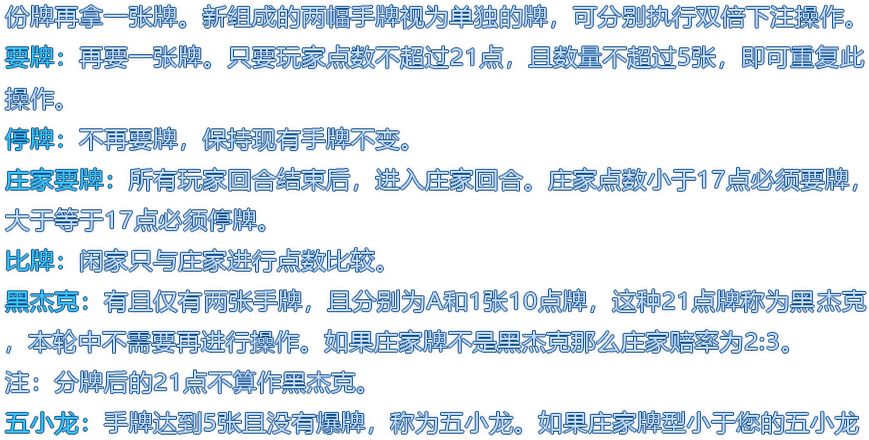 份牌再拿一张牌。新组成的两幅手牌视为单独的牌，可分别执行双倍下注操作。
要牌：再要一张牌。只要玩家点数不超过21点，且数量不超过5张，即可重复此
操作。
停牌：不再要牌，保持现有手牌不变。
庄家要牌：所有玩家回合结束后，进入庄家回合。庄家点数小于17点必须要牌，
大于等于17点必须停牌。
比牌：闲家只与庄家进行点数比较。
黑杰克：有且仅有两张手牌，且分别为A和1张10点牌，这种21点牌称为黑杰克
，本轮中不需要再进行操作。如果庄家牌不是黑杰克那么庄家赔率为2:3。
注：分牌后的21点不算作黑杰克。
五小龙：手牌达到5张且没有爆牌，称为五小龙。如果庄家牌型小于您的五小龙